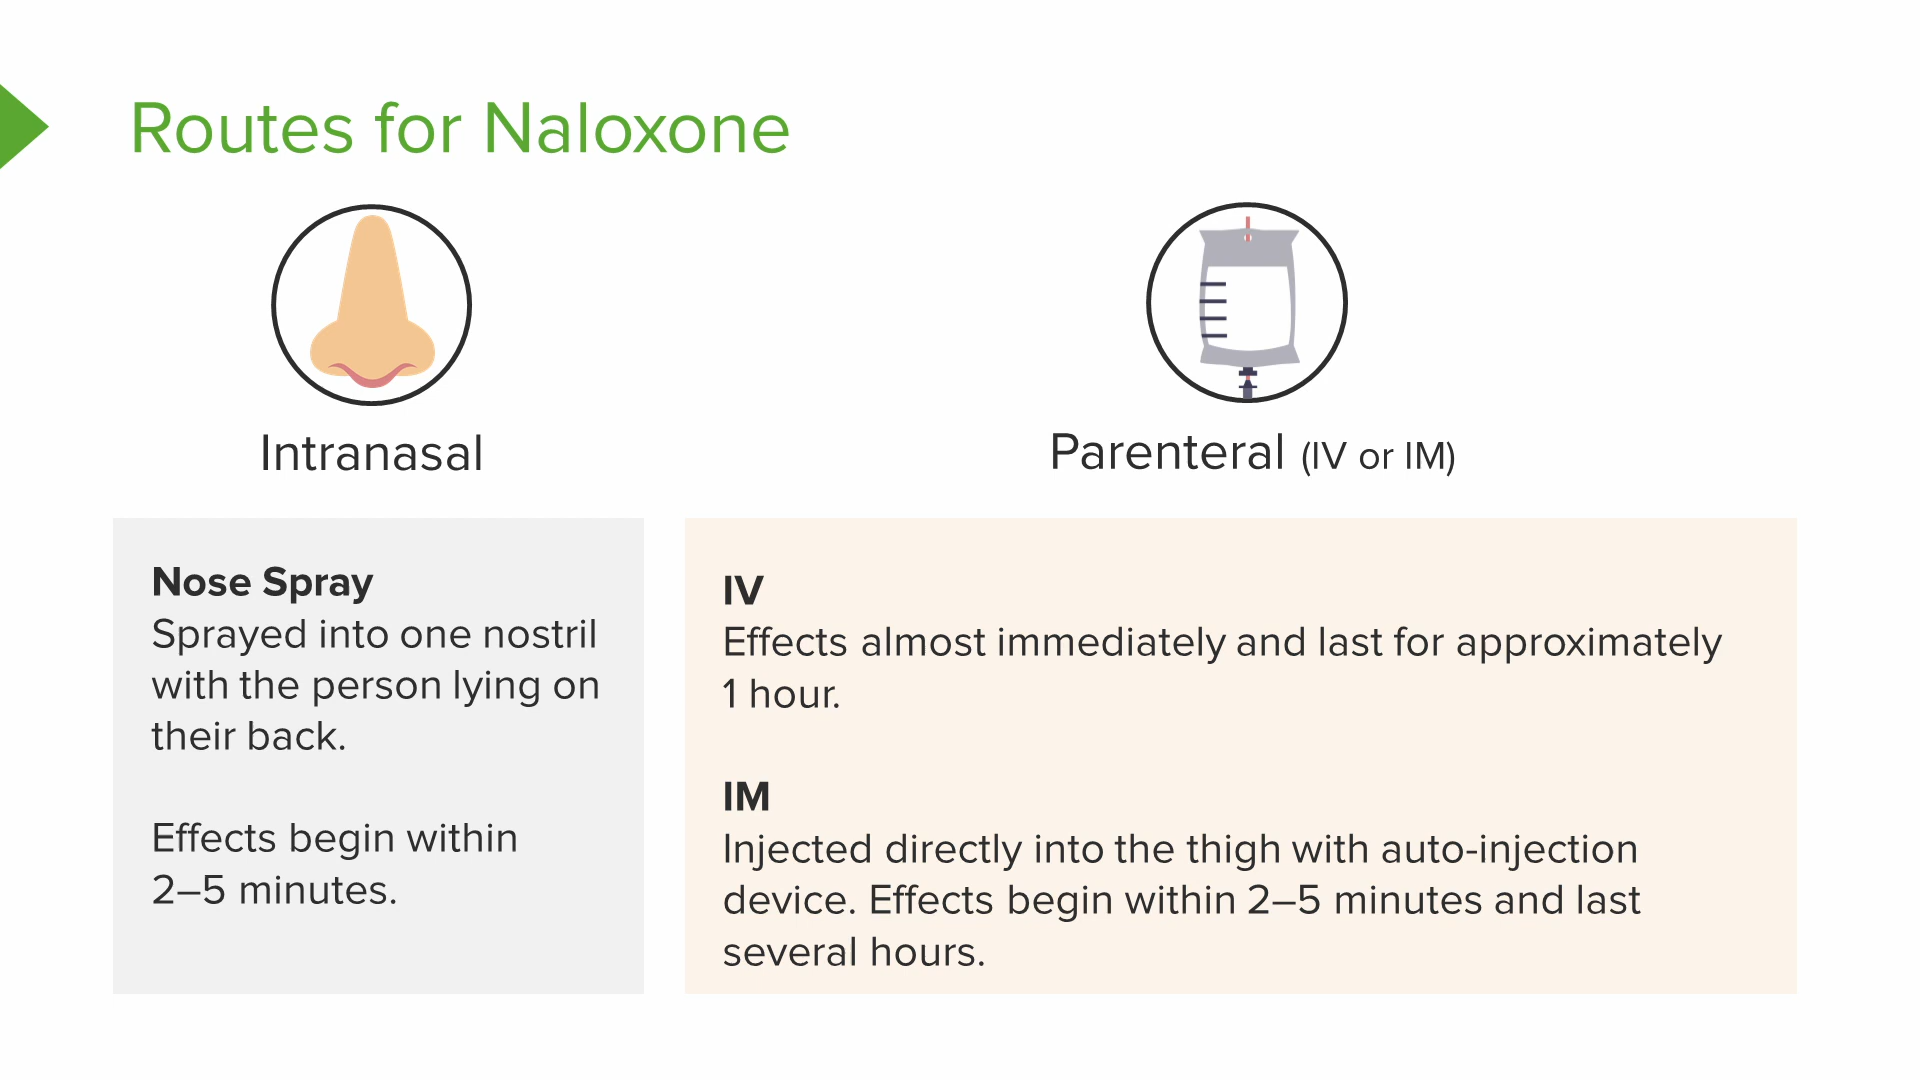 Routes for Naloxone
Intranasal
Parenteral (IV or IM)
Nose Spray
Sprayed into one nostril
with the person lying on
their back.
Effects begin within
2–5 minutes.
IV
Effects almost immediately and last for approximately
1 hour.
IM
Injected directly into the thigh with auto-injection
device. Effects begin within 2–5 minutes and last
several hours.